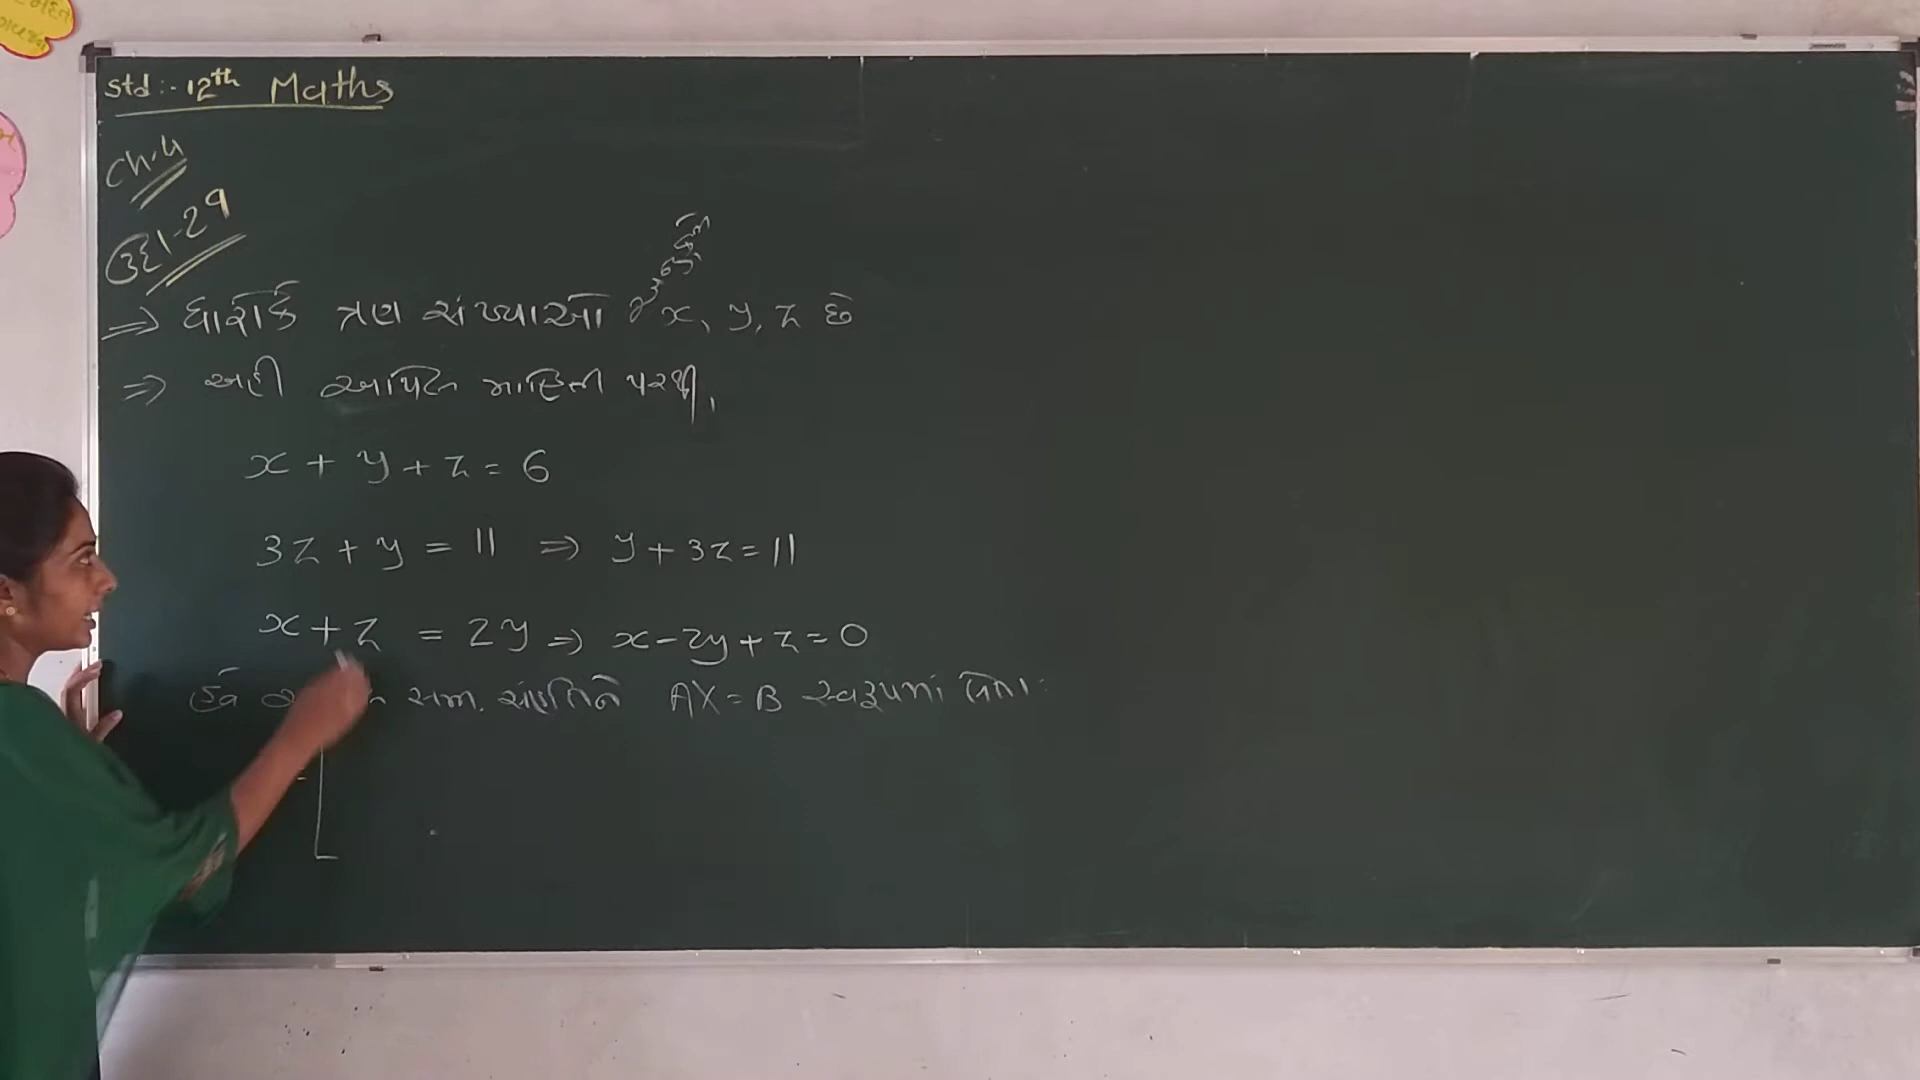 Std :- 12th Maths
Ch.4
ઉદા-29
⇒ ધારોકે ત્રણ સંખ્યાઓ x, y, z છે
⇒ અહીં આપેલ માહિતી પરથી,
x + y + z = 6
3z + y = 11 ⇒ y + 3z = 11
x + z = 2y ⇒ x - 2y + z = 0
હવે સમ. સંહતિને AX = B સ્વરૂપમાં લેતા:
=